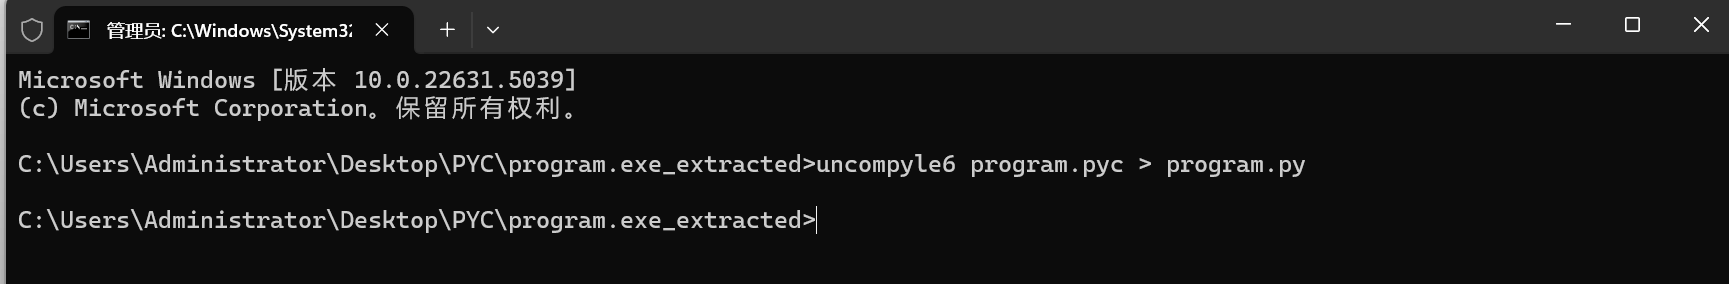 管理员: C:\Windows\System32
Microsoft Windows [版本 10.0.22631.5039]
(c) Microsoft Corporation。保留所有权利。
C:\Users\Administrator\Desktop\PYC\program.exe_extracted>uncompyle6 program.pyc > program.py
C:\Users\Administrator\Desktop\PYC\program.exe_extracted>